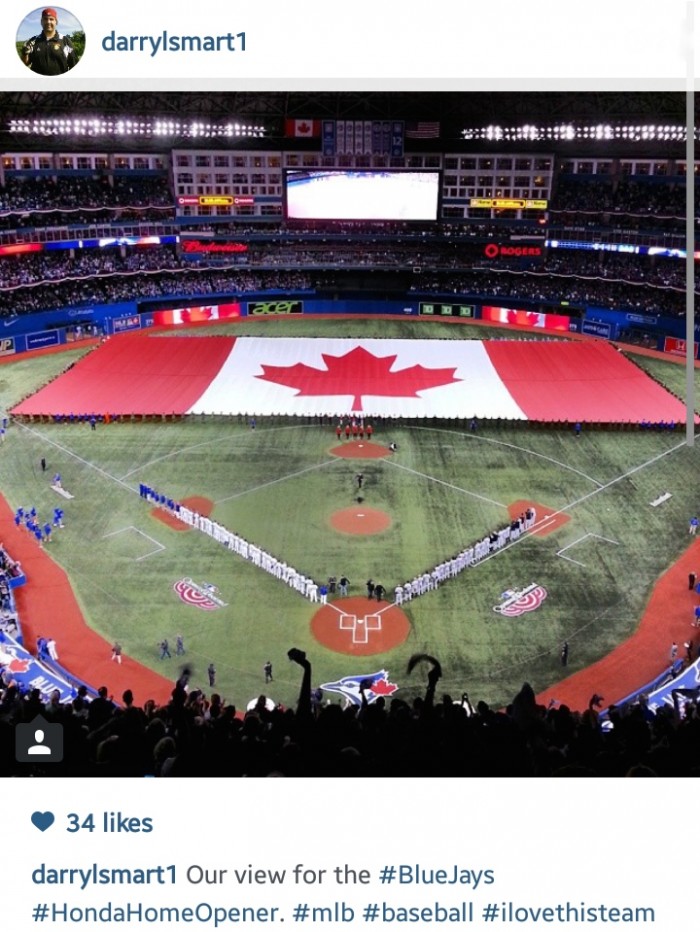 darrylsmart1
Budweiser
ROGERS
acer
34 likes
darrylsmart1 Our view for the #BlueJays
#HondaHomeOpener. #mlb #baseball #ilovethisteam